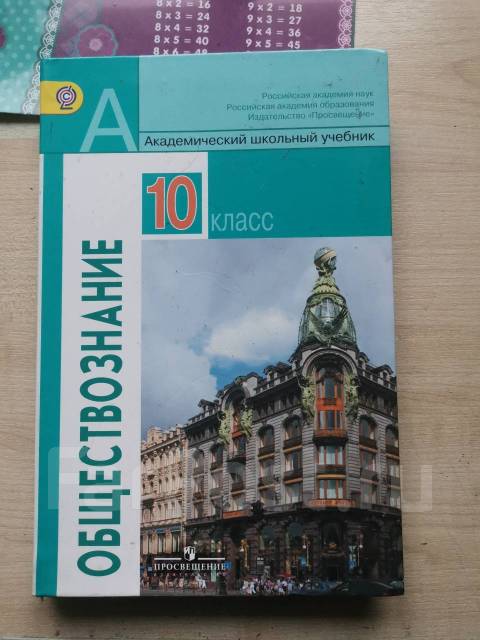 8 x 2 = 16
8 x 3 = 24
8 x 4 = 32
8 x 5 = 40
9 x 2 = 18
9 x 3 = 27
9 x 4 = 36
9 x 5 = 45
Российская академия наук
Российская академия образования
Издательство «Просвещение»
А
Академический школьный учебник
10
класс
ОБЩЕСТВОЗНАНИЕ
ПРОСВЕЩЕНИЕ
ИЗДАТЕЛЬСТВО